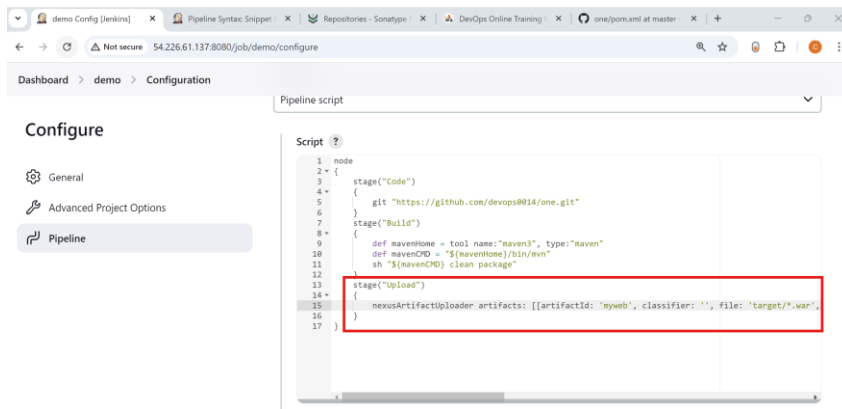 demo Config [Jenkins]
Pipeline Syntax: Snippet
Repositories - Sonatype
DevOps Online Training
one/pom.xml at master
Not secure
54.226.61.137:8080/job/demo/configure
C
Dashboard > demo > Configuration
Configure
General
Advanced Project Options
Pipeline
Pipeline script
Script ?
1 node
2 {
3 stage("Code")
4 {
5 git "https://github.com/devops0014/one.git"
6 }
7 stage("Build")
8 {
9 def mavenHome = tool name:"maven3", type:"maven"
10 def mavenCMD = "${mavenHome}/bin/mvn"
11 sh "${mavenCMD} clean package"
12 }
13 stage("Upload")
14 {
15 nexusArtifactUploader artifacts: [[artifactId: 'myweb', classifier: '', file: 'target/*.war',
16 }
17 }